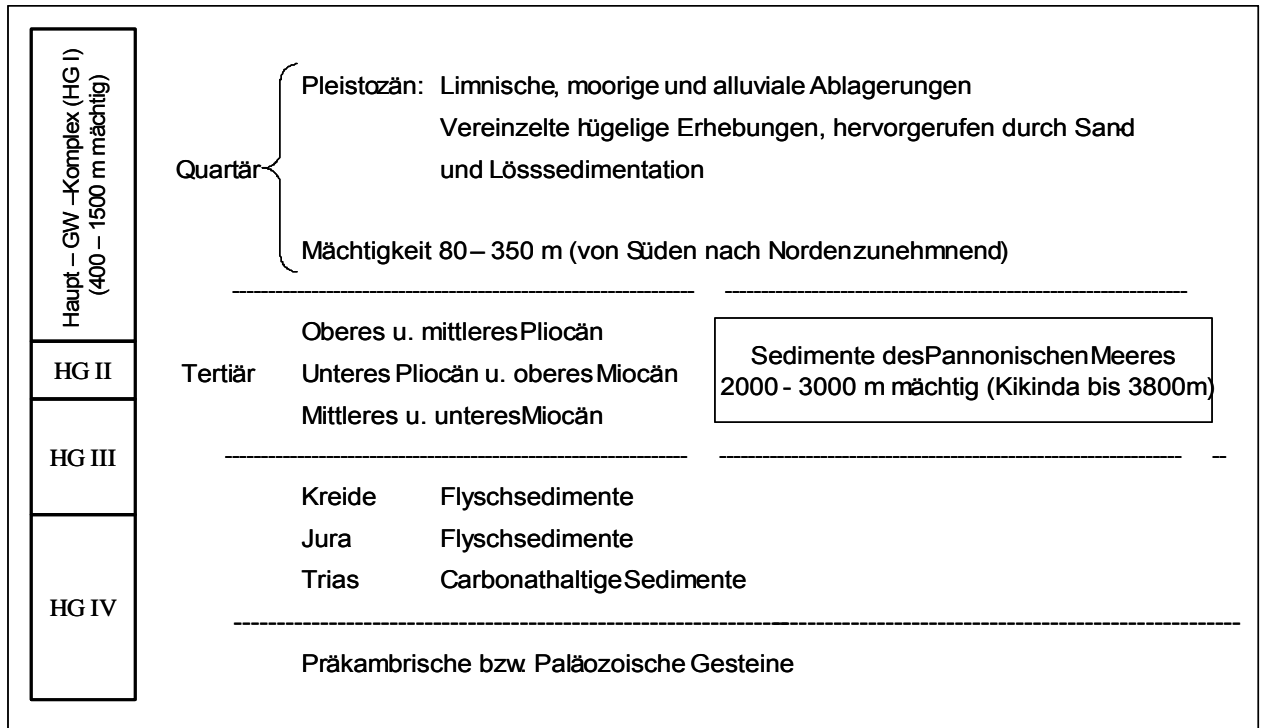 Haupt – GW –Komplex (HG I)
(400 – 1500 m mächtig)
HG II
HG III
HG IV
Quartär
Pleistozän: Limnische, moorige und alluviale Ablagerungen
Vereinzelte hügelige Erhebungen, hervorgerufen durch Sand-
und Lösssedimentation
Mächtigkeit 80 – 350 m (von Süden nach Norden zunehmnend)
Tertiär
Oberes u. mittleres Pliocän
Unteres Pliocän u. oberes Miocän
Mittleres u. unteres Miocän
Sedimente des Pannonischen Meeres
2000 - 3000 m mächtig (Kikinda bis 3800m)
Kreide Flyschsedimente
Jura Flyschsedimente
Trias Carbonathaltige Sedimente
Präkambrische bzw. Paläozoische Gesteine